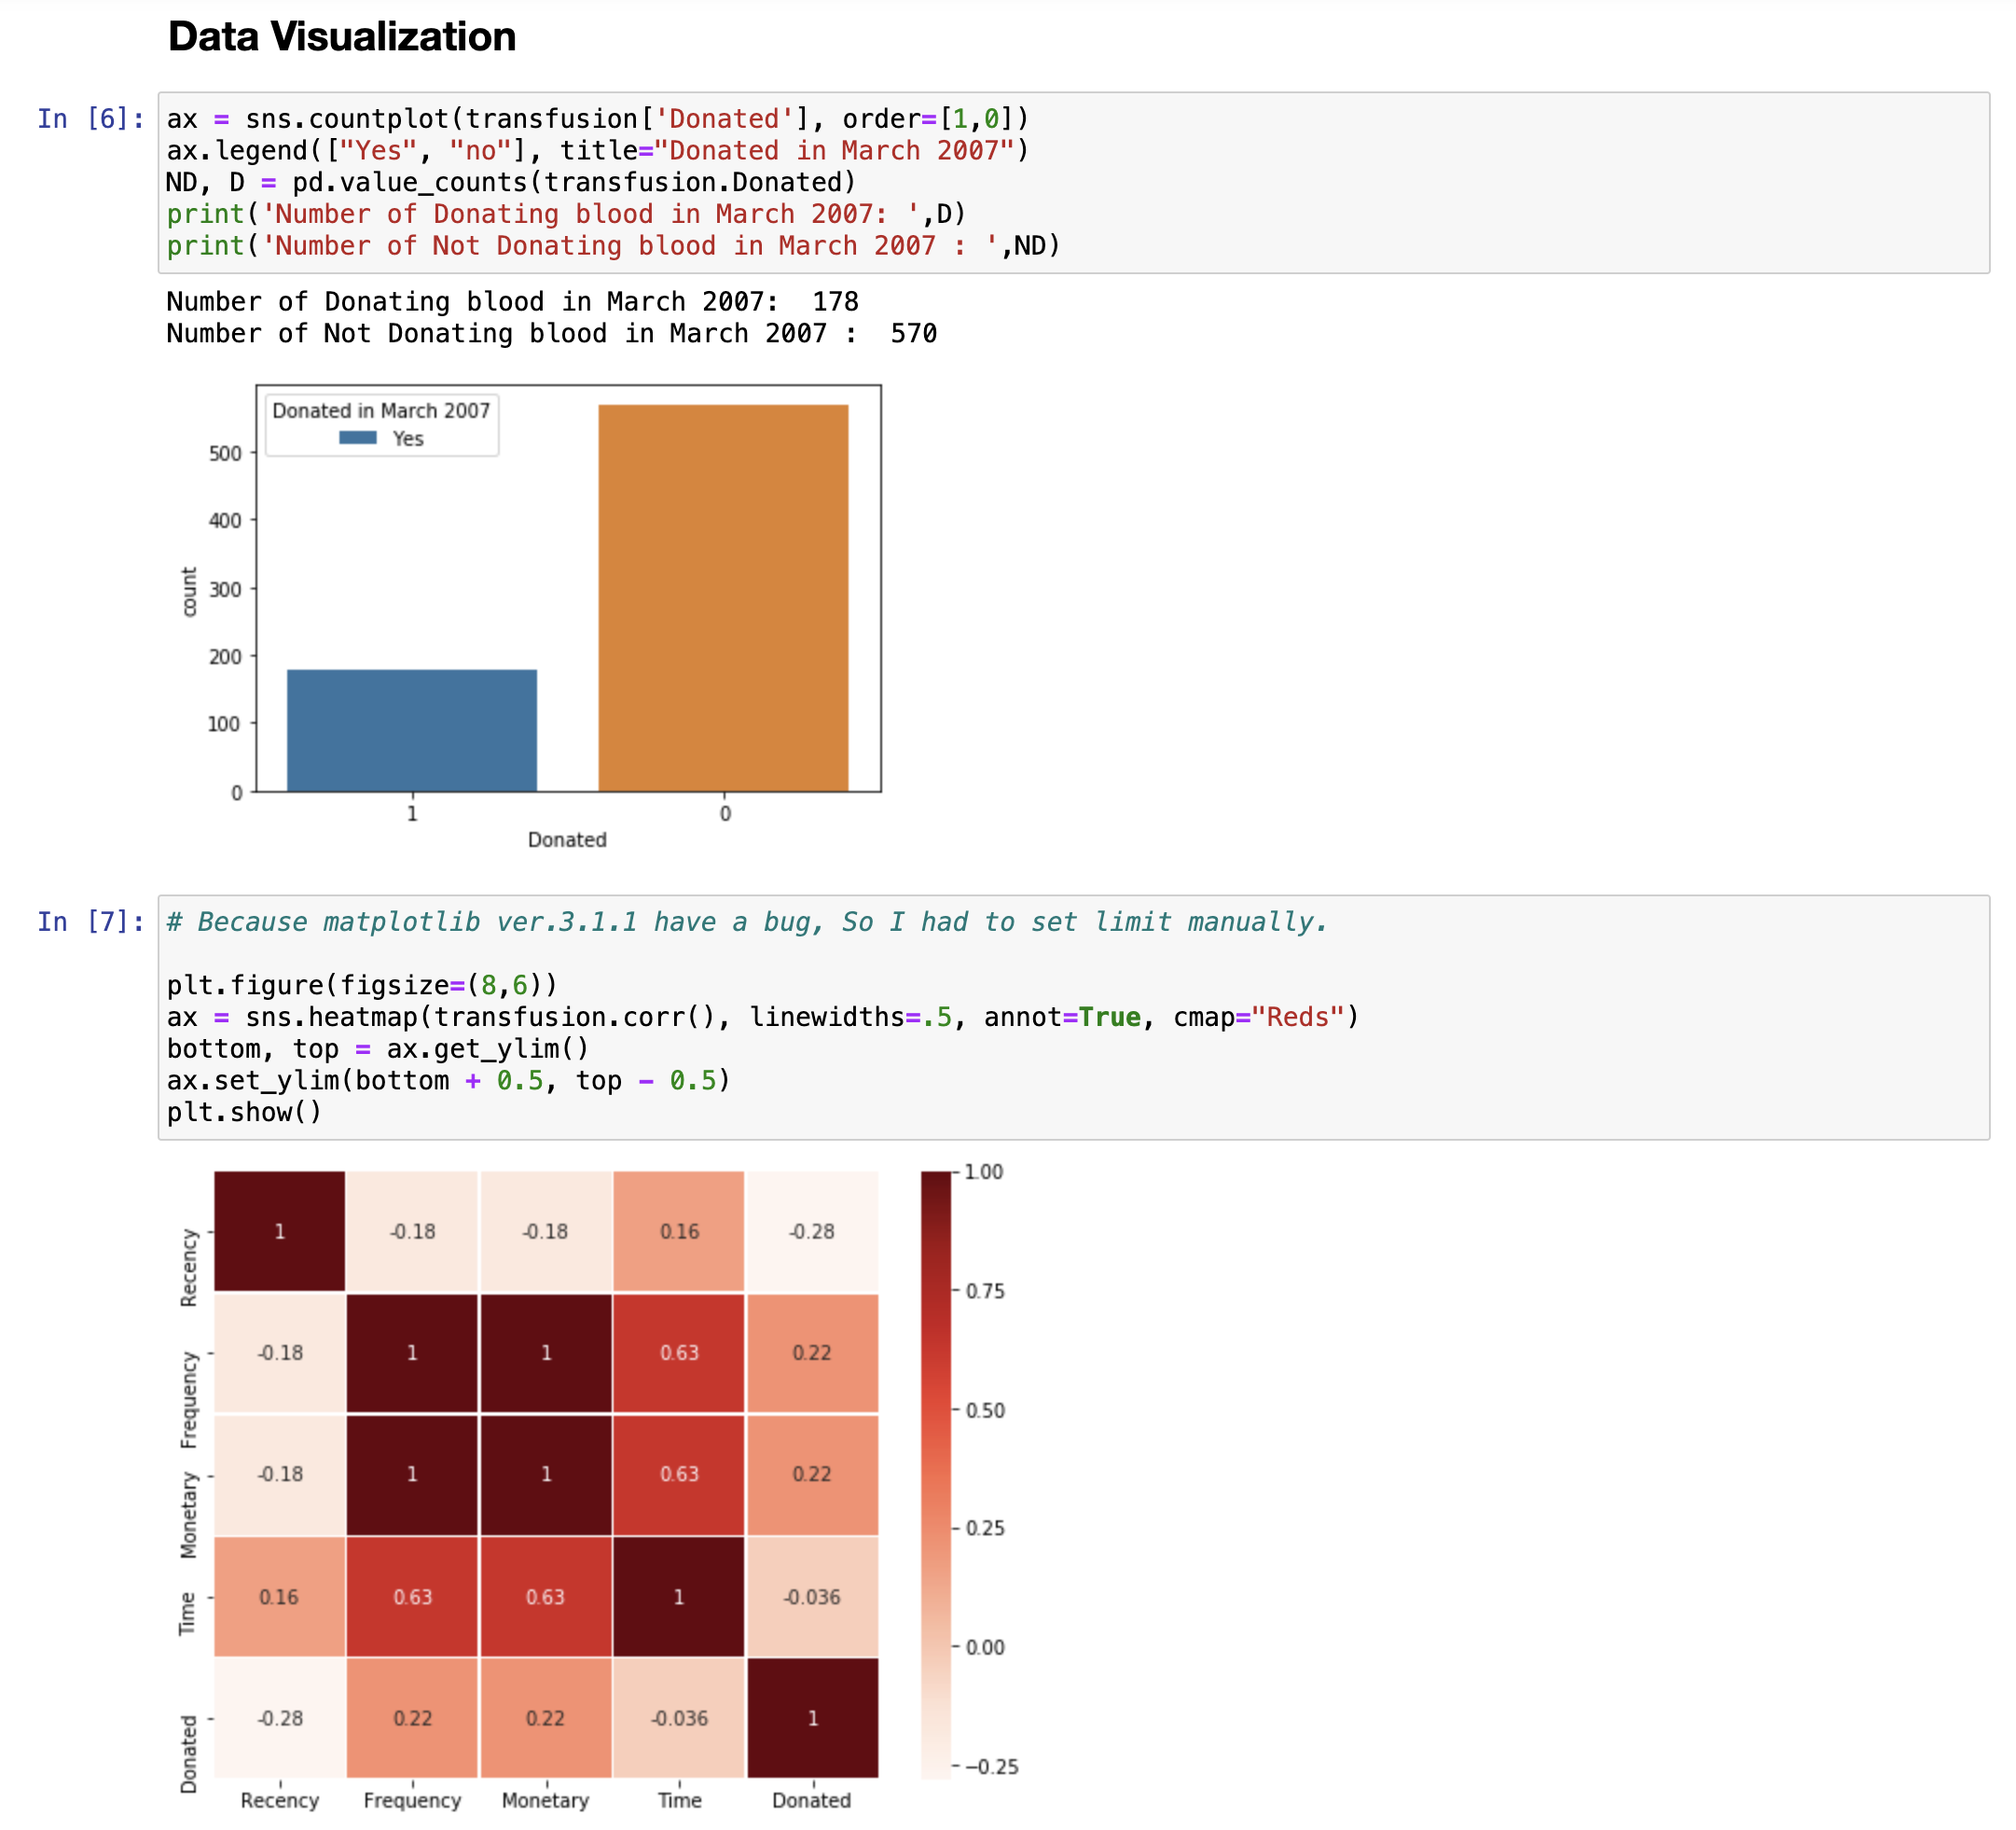 Data Visualization
In [6]: ax = sns.countplot(transfusion['Donated'], order=[1,0])
ax.legend(["Yes", "no"], title="Donated in March 2007")
ND, D = pd.value_counts(transfusion.Donated)
print('Number of Donating blood in March 2007: ',D)
print('Number of Not Donating blood in March 2007 : ',ND)
Number of Donating blood in March 2007:  178
Number of Not Donating blood in March 2007 :  570
Donated in March 2007
Yes
500
400
300
200
100
0
count
1 0
Donated
In [7]: # Because matplotlib ver.3.1.1 have a bug, So I had to set limit manually.
plt.figure(figsize=(8,6))
ax = sns.heatmap(transfusion.corr(), linewidths=.5, annot=True, cmap="Reds")
bottom, top = ax.get_ylim()
ax.set_ylim(bottom + 0.5, top - 0.5)
plt.show()
Recency 1 -0.18 -0.18 0.16 -0.28
Frequency -0.18 1 1 0.63 0.22
Monetary -0.18 1 1 0.63 0.22
Time 0.16 0.63 0.63 1 -0.036
Donated -0.28 0.22 0.22 -0.036 1
Recency Frequency Monetary Time Donated
1.00
0.75
0.50
0.25
0.00
−0.25